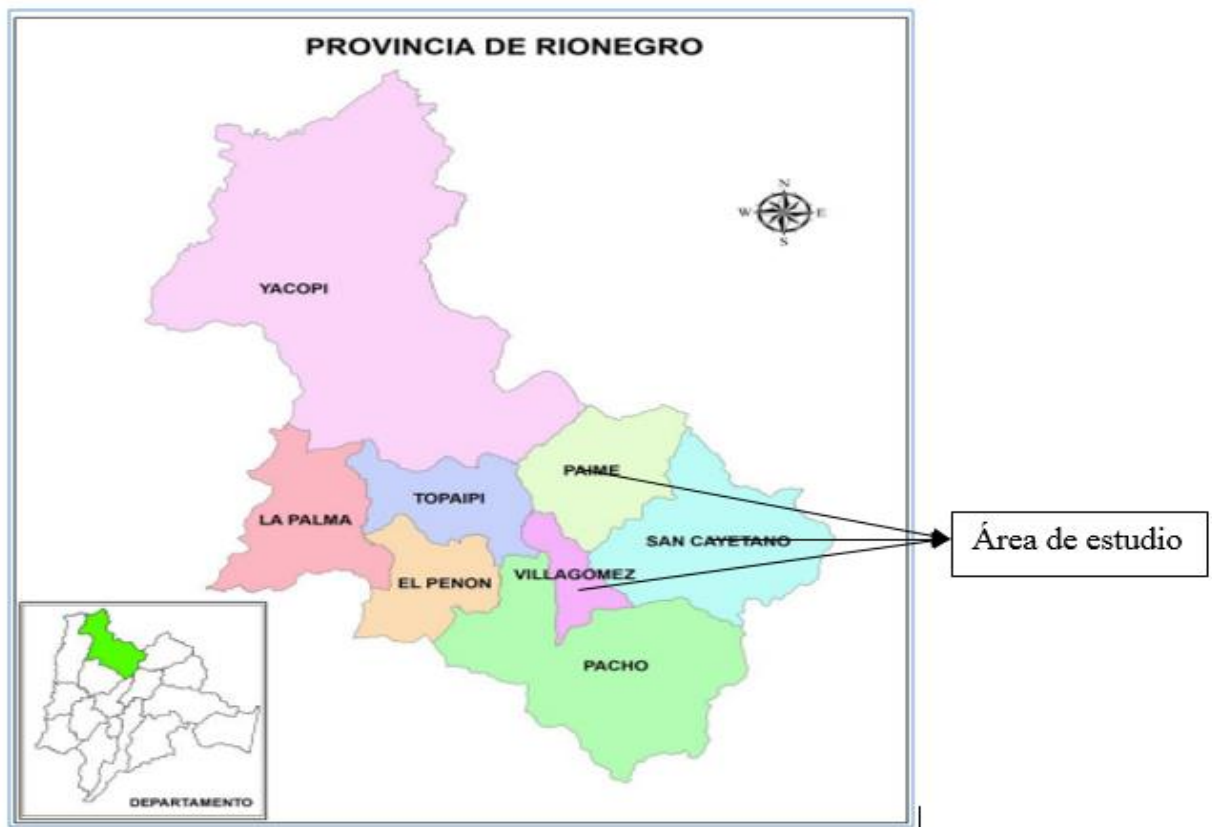 PROVINCIA DE RIONEGRO
N
W E
S
YACOPI
PAIME
TOPAIPI
LA PALMA
SAN CAYETANO
Área de estudio
VILLAGOMEZ
EL PENON
PACHO
DEPARTAMENTO